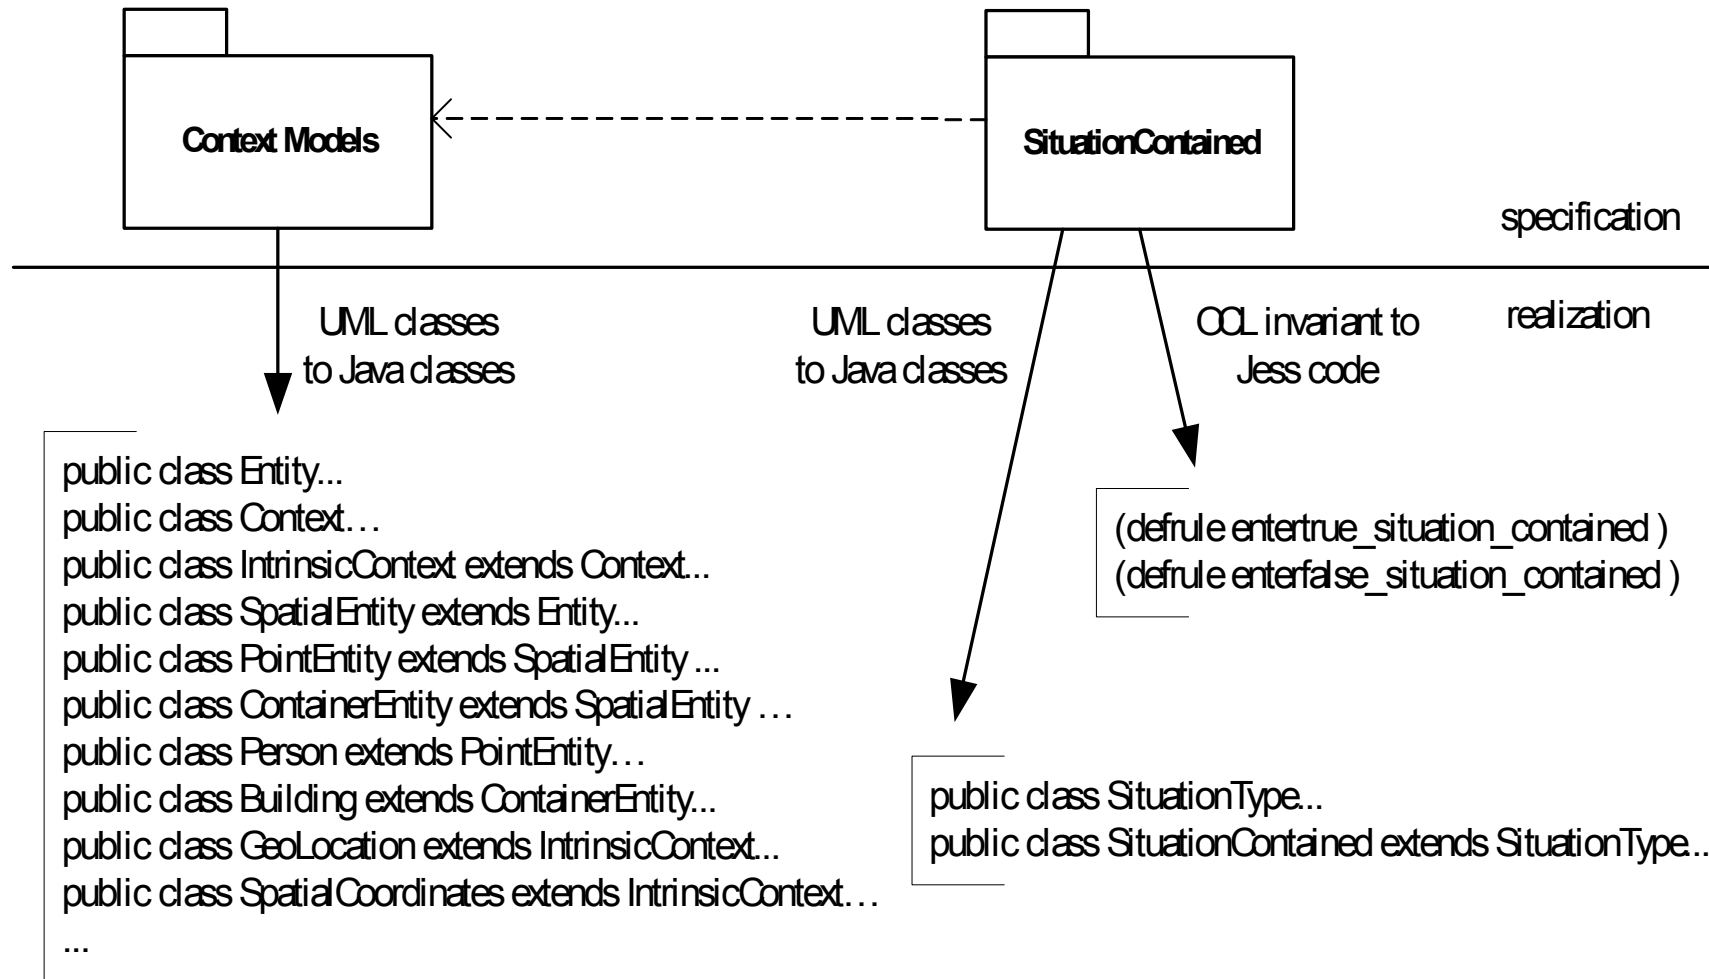 Context Models
SituationContained
specification
realization
UML classes
to Java classes
UML classes
to Java classes
OCL invariant to
Jess code
public class Entity...
public class Context...
public class IntrinsicContext extends Context...
public class SpatialEntity extends Entity...
public class PointEntity extends SpatialEntity ...
public class ContainerEntity extends SpatialEntity ...
public class Person extends PointEntity...
public class Building extends ContainerEntity...
public class GeoLocation extends IntrinsicContext...
public class SpatialCoordinates extends IntrinsicContext...
...
(defrule entertrue_situation_contained )
(defrule enterfalse_situation_contained )
public class SituationType...
public class SituationContained extends SituationType...